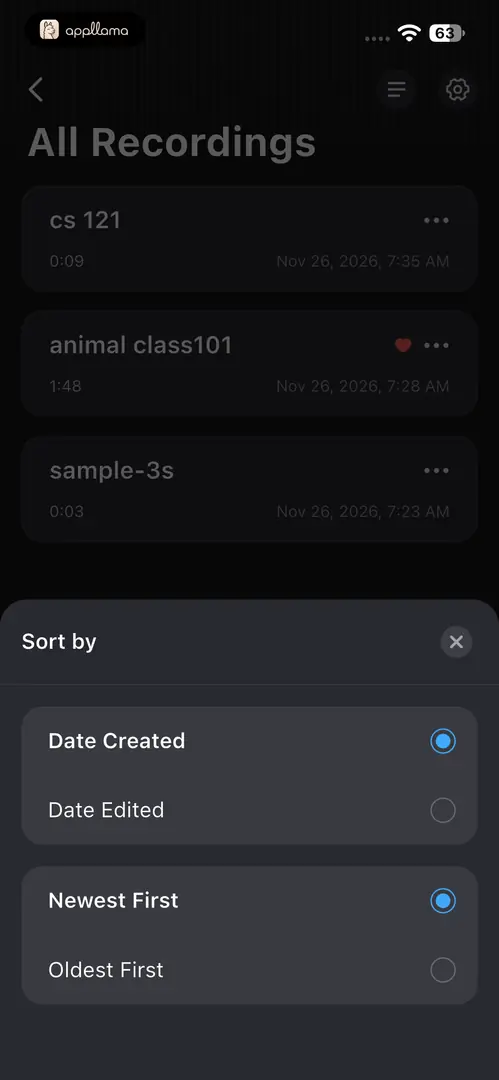 appllama
63
All Recordings
cs 121
0:09 Nov 26, 2026, 7:35 AM
animal class101
1:48 Nov 26, 2026, 7:28 AM
sample-3s
0:03 Nov 26, 2026, 7:23 AM
Sort by
Date Created
Date Edited
Newest First
Oldest First